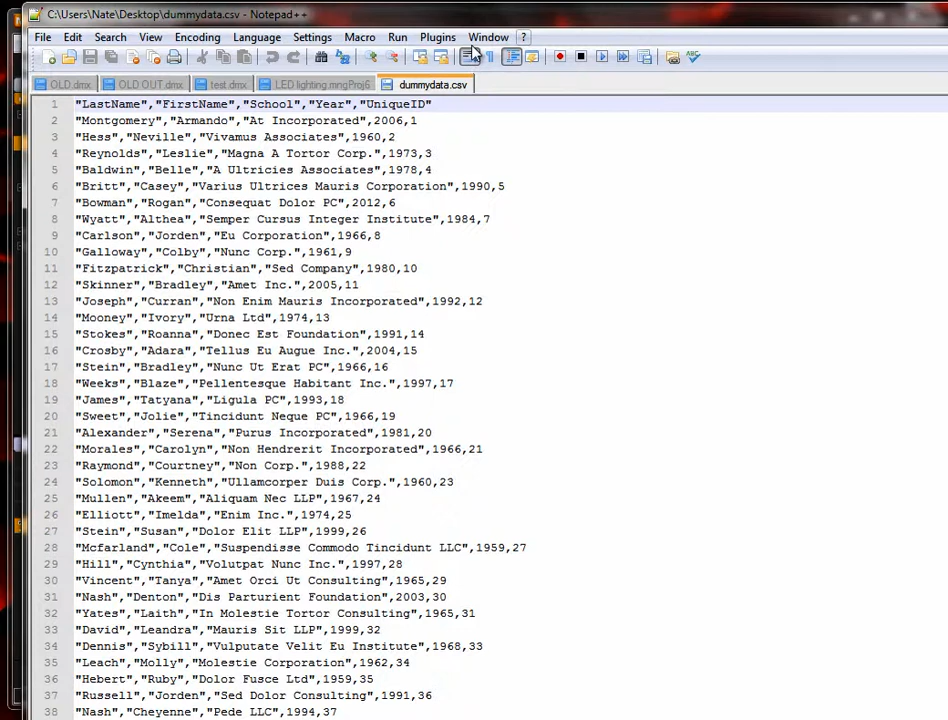 C:\Users\Nate\Desktop\dummydata.csv - Notepad++
File Edit Search View Encoding Language Settings Macro Run Plugins Window ?
OLD.dmx OLD OUT.dmx test.dmx LED lighting.mngProj6 dummydata.csv
1 "LastName","FirstName","School","Year","UniqueID"
2 "Montgomery","Armando","At Incorporated",2006,1
3 "Hess","Neville","Vivamus Associates",1960,2
4 "Reynolds","Leslie","Magna A Tortor Corp.",1973,3
5 "Baldwin","Belle","A Ultricies Associates",1978,4
6 "Britt","Casey","Varius Ultrices Mauris Corporation",1990,5
7 "Bowman","Rogan","Consequat Dolor PC",2012,6
8 "Wyatt","Althea","Semper Cursus Integer Institute",1984,7
9 "Carlson","Jorden","Eu Corporation",1966,8
10 "Galloway","Colby","Nunc Corp.",1961,9
11 "Fitzpatrick","Christian","Sed Company",1980,10
12 "Skinner","Bradley","Amet Inc.",2005,11
13 "Joseph","Curran","Non Enim Mauris Incorporated",1992,12
14 "Mooney","Ivory","Urna Ltd",1974,13
15 "Stokes","Roanna","Donec Est Foundation",1991,14
16 "Crosby","Adara","Tellus Eu Augue Inc.",2004,15
17 "Stein","Bradley","Nunc Ut Erat PC",1966,16
18 "Weeks","Blaze","Pellentesque Habitant Inc.",1997,17
19 "James","Tatyana","Ligula PC",1993,18
20 "Sweet","Jolie","Tincidunt Neque PC",1966,19
21 "Alexander","Serena","Purus Incorporated",1981,20
22 "Morales","Carolyn","Non Hendrerit Incorporated",1966,21
23 "Raymond","Courtney","Non Corp.",1988,22
24 "Solomon","Kenneth","Ullamcorper Duis Corp.",1960,23
25 "Mullen","Akeem","Aliquam Nec LLP",1967,24
26 "Elliott","Imelda","Enim Inc.",1974,25
27 "Stein","Susan","Dolor Elit LLP",1999,26
28 "Mcfarland","Cole","Suspendisse Commodo Tincidunt LLC",1959,27
29 "Hill","Cynthia","Volutpat Nunc Inc.",1997,28
30 "Vincent","Tanya","Amet Orci Ut Consulting",1965,29
31 "Nash","Denton","Dis Parturient Foundation",2003,30
32 "Yates","Laith","In Molestie Tortor Consulting",1965,31
33 "David","Leandra","Mauris Sit LLP",1999,32
34 "Dennis","Sybill","Vulputate Velit Eu Institute",1968,33
35 "Leach","Molly","Molestie Corporation",1962,34
36 "Hebert","Ruby","Dolor Fusce Ltd",1959,35
37 "Russell","Jorden","Sed Dolor Consulting",1991,36
38 "Nash","Cheyenne","Pede LLC",1994,37